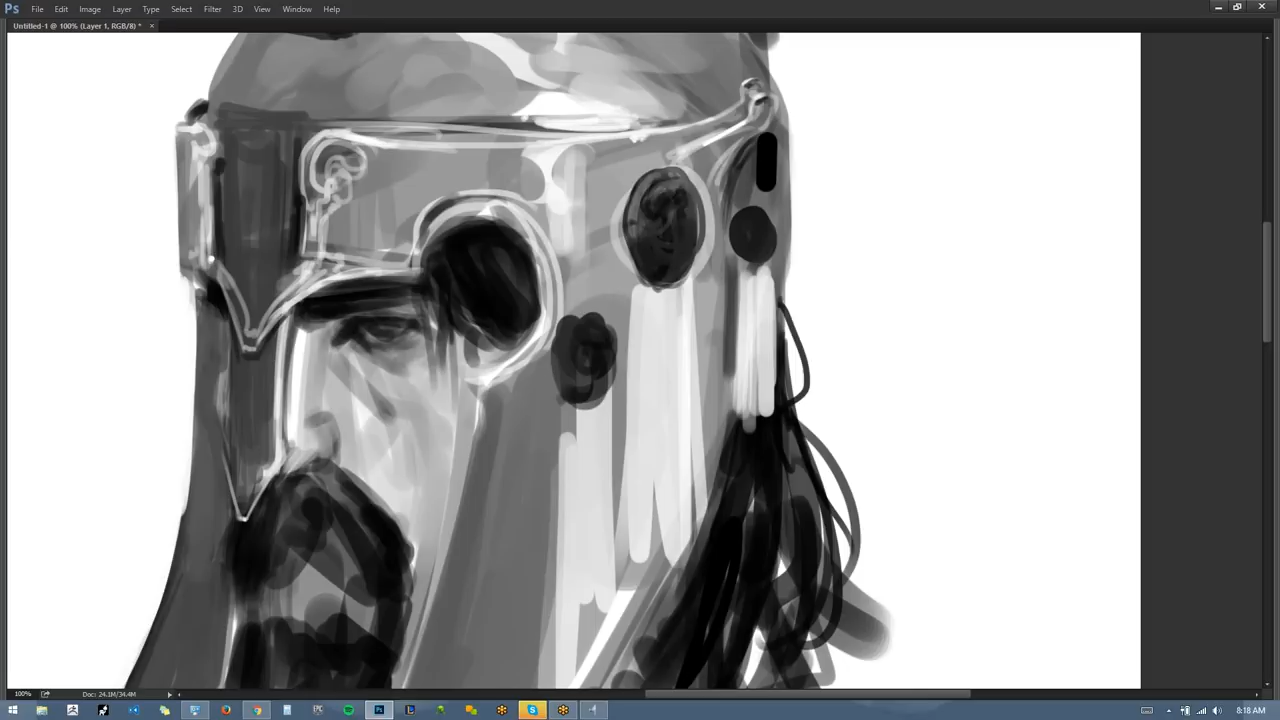 Ps File Edit Image Layer Type Select Filter 3D View Window Help
Untitled-1 @ 100% (Layer 1, RGB/8) * ×
100% Doc: 24.1M/34.4M
8:18 AM